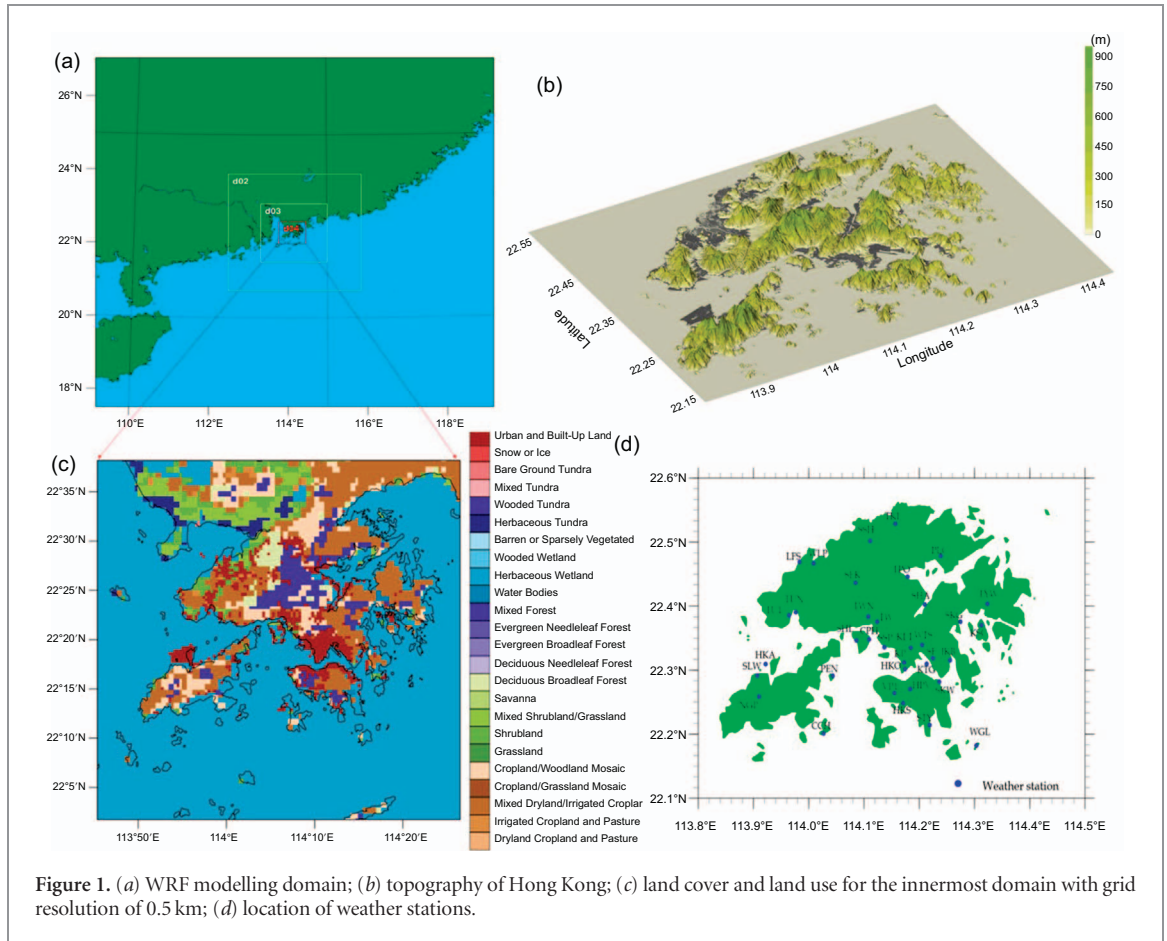 (a)
26°N
24°N
22°N
20°N
18°N
110°E
112°E
114°E
116°E
118°E
d02
d03
d04
(b)
(m)
900
750
600
450
300
150
0
22.55
22.45
22.35
22.25
22.15
Latitude
113.9
114
114.1
114.2
114.3
114.4
Longitude
(c)
22°35′N
22°30′N
22°25′N
22°20′N
22°15′N
22°10′N
22°5′N
113°50′E
114°E
114°10′E
114°20′E
Urban and Built-Up Land
Snow or Ice
Bare Ground Tundra
Mixed Tundra
Wooded Tundra
Herbaceous Tundra
Barren or Sparsely Vegetated
Wooded Wetland
Herbaceous Wetland
Water Bodies
Mixed Forest
Evergreen Needleleaf Forest
Evergreen Broadleaf Forest
Deciduous Needleleaf Forest
Deciduous Broadleaf Forest
Savanna
Mixed Shrubland/Grassland
Shrubland
Grassland
Cropland/Woodland Mosaic
Cropland/Grassland Mosaic
Mixed Dryland/Irrigated Croplar
Irrigated Cropland and Pasture
Dryland Cropland and Pasture
(d)
22.6°N
22.5°N
22.4°N
22.3°N
22.2°N
22.1°N
113.8°E
113.9°E
114.0°E
114.1°E
114.2°E
114.3°E
114.4°E
114.5°E
LFS
HKA
SLW
PEN
HKO
HKS
CCH
WGL
Weather station
Figure 1. (a) WRF modelling domain; (b) topography of Hong Kong; (c) land cover and land use for the innermost domain with grid
resolution of 0.5 km; (d) location of weather stations.